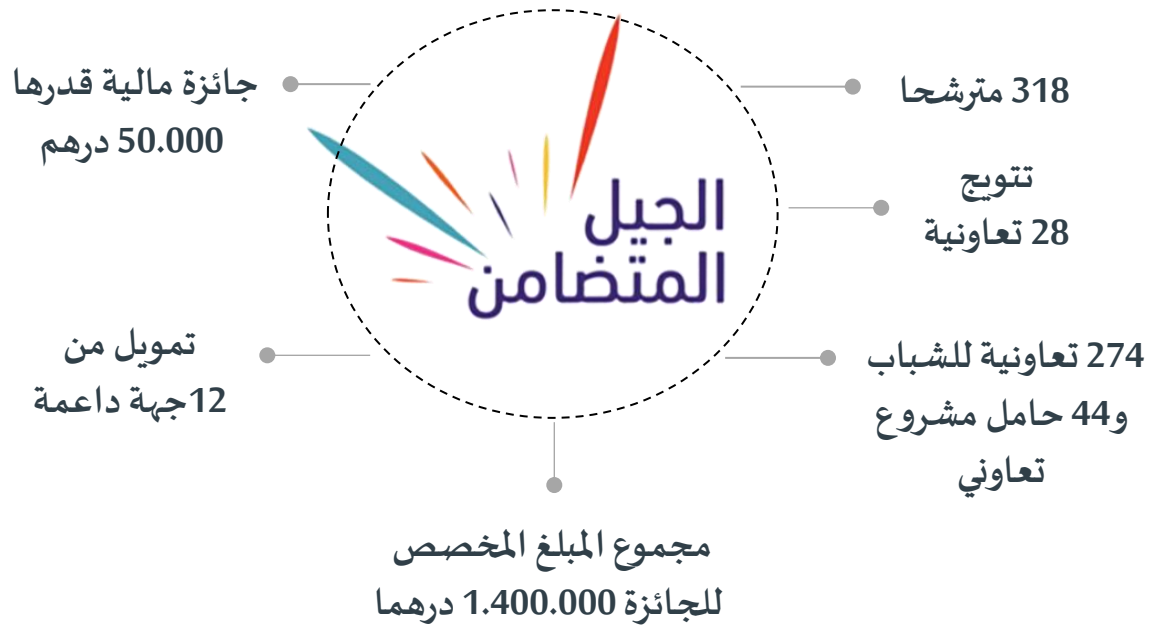 318 مترشحا
تتويج
28 تعاونية
274 تعاونية للشباب
و44 حامل مشروع
تعاوني
الجيل
المتضامن
جائزة مالية قدرها
50.000 درهم
تمويل من
12جهة داعمة
مجموع المبلغ المخصص
للجائزة 1.400.000 درهما